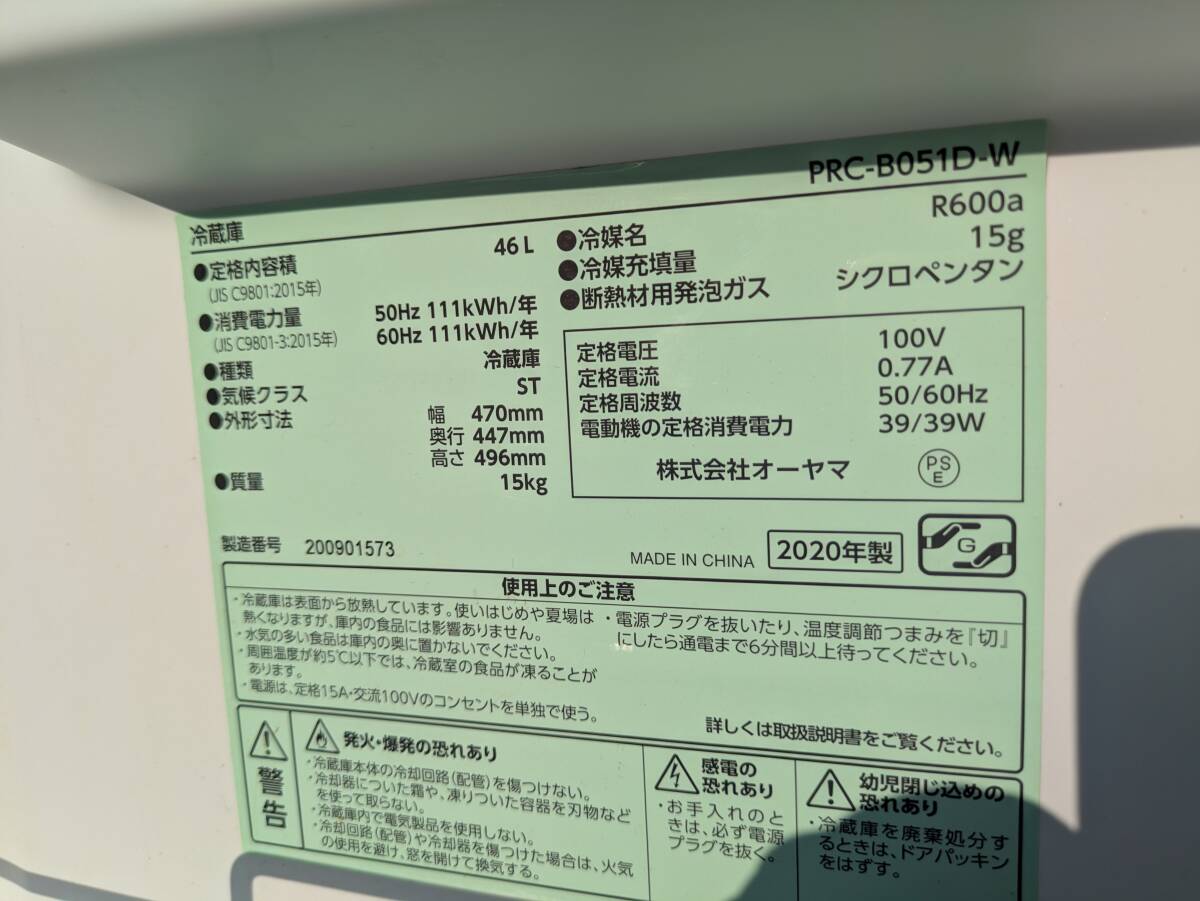 PRC-B051D-W
冷蔵庫
●定格内容積 46L
(JIS C9801:2015年)
●消費電力量 50Hz 111kWh/年
(JIS C9801-3:2015年) 60Hz 111kWh/年
●種類 冷蔵庫
●気候クラス ST
●外形寸法 幅 470mm
奥行 447mm
高さ 496mm
●質量 15kg
●冷媒名 R600a
●冷媒充填量 15g
●断熱材用発泡ガス シクロペンタン
定格電圧 100V
定格電流 0.77A
定格周波数 50/60Hz
電動機の定格消費電力 39/39W
株式会社オーヤマ PS E
製造番号 200901573
MADE IN CHINA 2020年製 G
使用上のご注意
・冷蔵庫は表面から放熱しています。使いはじめや夏場は
熱くなりますが、庫内の食品には影響ありません。
・水気の多い食品は庫内の奥に置かないでください。
・周囲温度が約5℃以下では、冷蔵室の食品が凍ることが
あります。
・電源は、定格15A・交流100Vのコンセントを単独で使う。
・電源プラグを抜いたり、温度調節つまみを『切』
にしたら通電まで6分間以上待ってください。
詳しくは取扱説明書をご覧ください。
警告
発火・爆発の恐れあり
・冷蔵庫本体の冷却回路(配管)を傷つけない。
・冷却器についた霜や、凍りついた容器を刃物など
を使って取らない。
・冷蔵庫内で電気製品を使用しない。
・冷却回路(配管)や冷却器を傷つけた場合は、火気
の使用を避け、窓を開けて換気する。
感電の
恐れあり
・お手入れのと
きは、必ず電源
プラグを抜く。
幼児閉じ込めの
恐れあり
・冷蔵庫を廃棄処分す
るときは、ドアパッキン
をはずす。